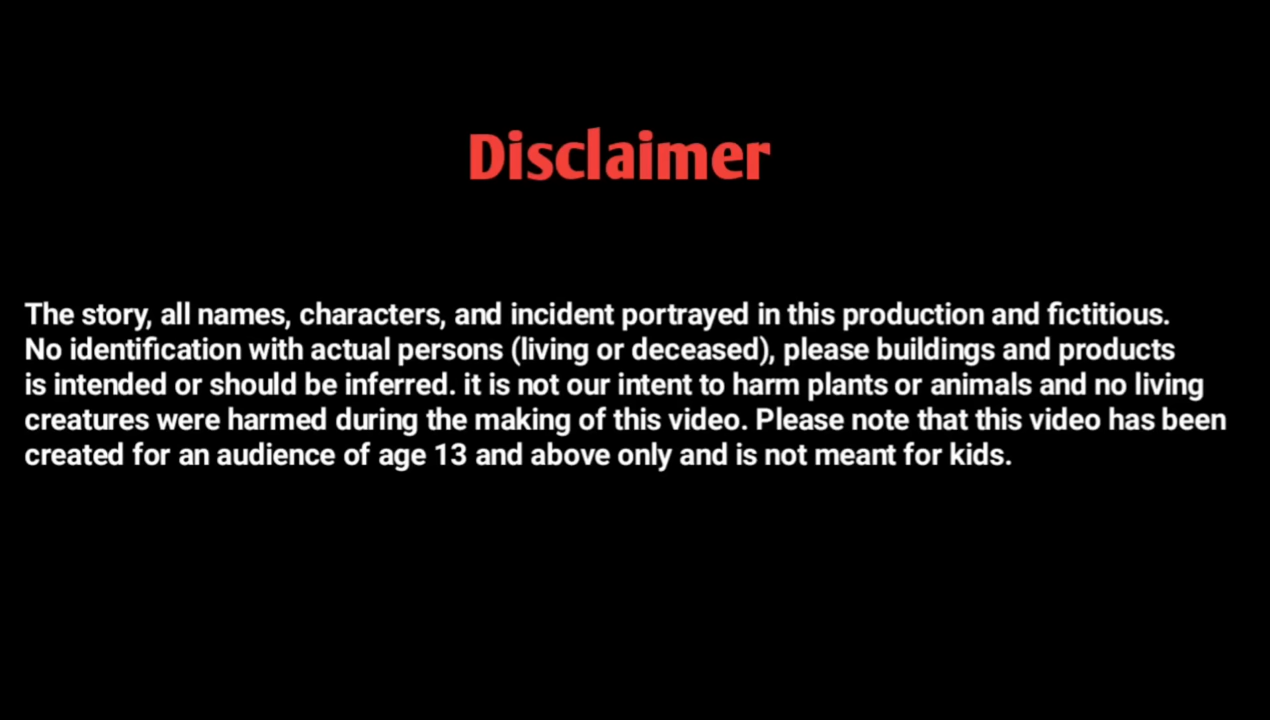 Disclaimer
The story, all names, characters, and incident portrayed in this production and fictitious.
No identification with actual persons (living or deceased), please buildings and products
is intended or should be inferred. it is not our intent to harm plants or animals and no living
creatures were harmed during the making of this video. Please note that this video has been
created for an audience of age 13 and above only and is not meant for kids.